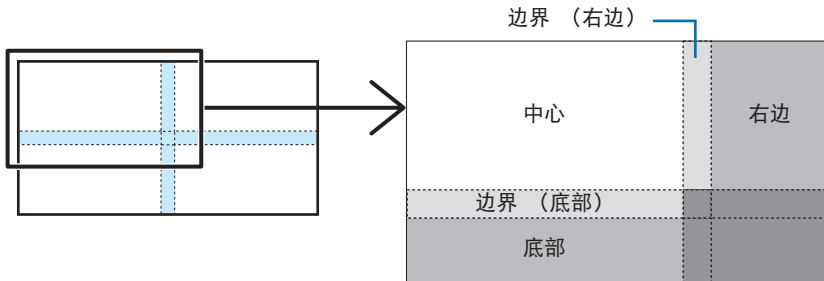 边界 （右边）
中心
右边
边界 （底部）
底部